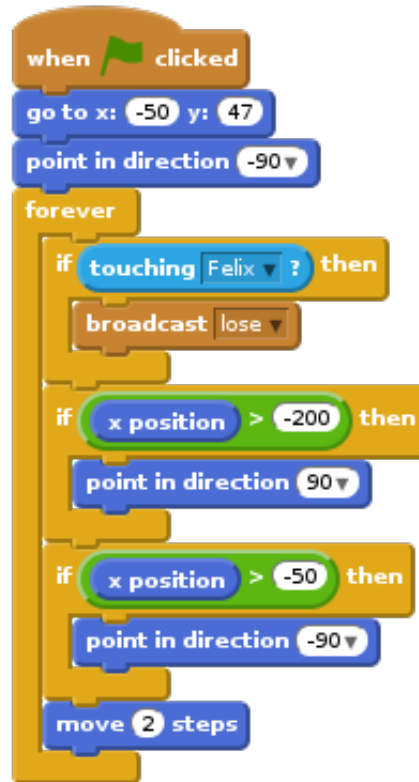 when clicked
go to x: -50 y: 47
point in direction -90▼
forever
if touching Felix ▼ ? then
broadcast lose ▼
if x position > -200 then
point in direction 90▼
if x position > -50 then
point in direction -90▼
move 2 steps